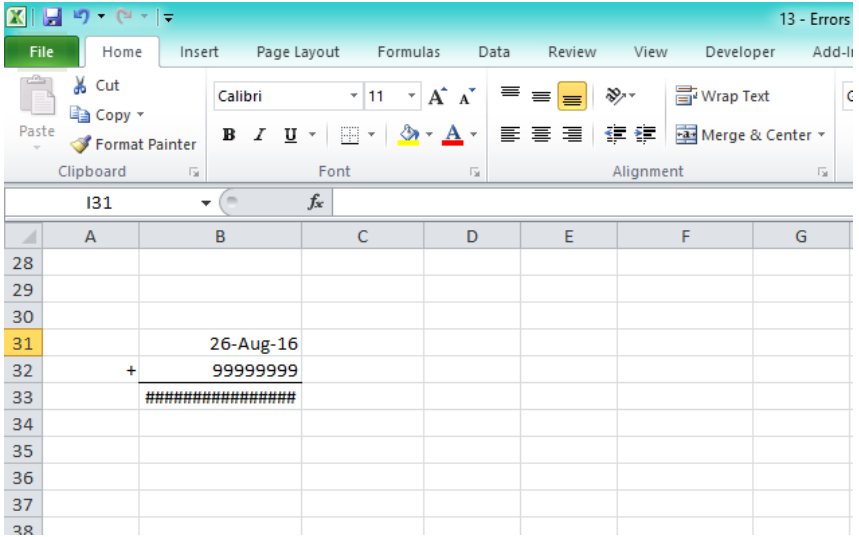 13 - Errors
File Home Insert Page Layout Formulas Data Review View Developer Add-I
Cut
Calibri 11 A A Wrap Text G
Copy
Paste
Format Painter B I U A Merge & Center
Clipboard Font Alignment
I31 fx
A B C D E F G
28
29
30
31 26-Aug-16
32 + 99999999
33 ################
34
35
36
37
38